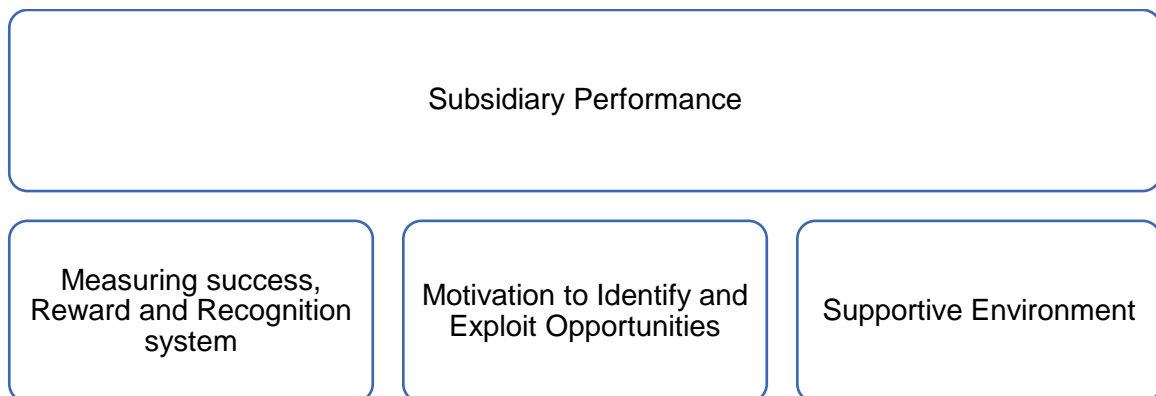 Subsidiary Performance
Measuring success,
Reward and Recognition
system
Motivation to Identify and
Exploit Opportunities
Supportive Environment